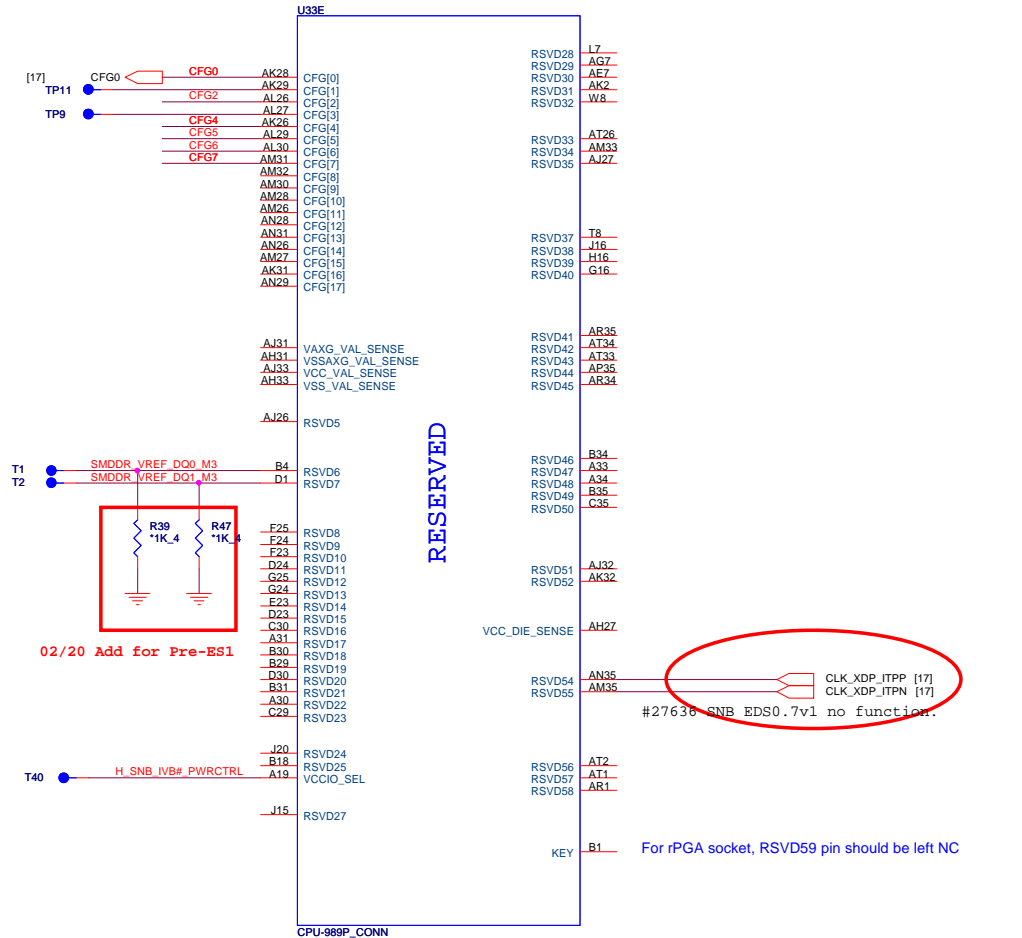 U33E
[17] CFG0 CFG0 AK28 CFG[0]
TP11 AK29 CFG[1]
CFG2 AL26 CFG[2]
TP9 AL27 CFG[3]
CFG4 AK26 CFG[4]
CFG5 AL29 CFG[5]
CFG6 AL30 CFG[6]
CFG7 AM31 CFG[7]
AM32 CFG[8]
AM30 CFG[9]
AM28 CFG[10]
AM26 CFG[11]
AN28 CFG[12]
AN31 CFG[13]
AN26 CFG[14]
AM27 CFG[15]
AK31 CFG[16]
AN29 CFG[17]
AJ31 VAXG_VAL_SENSE
AH31 VSSAXG_VAL_SENSE
AJ33 VCC_VAL_SENSE
AH33 VSS_VAL_SENSE
AJ26 RSVD5
T1 SMDDR_VREF_DQ0_M3 B4 RSVD6
T2 SMDDR_VREF_DQ1_M3 D1 RSVD7
R39
*1K_4
R47
*1K_4
02/20 Add for Pre-ES1
F25 RSVD8
F24 RSVD9
F23 RSVD10
D24 RSVD11
G25 RSVD12
G24 RSVD13
E23 RSVD14
D23 RSVD15
C30 RSVD16
A31 RSVD17
B30 RSVD18
B29 RSVD19
D30 RSVD20
B31 RSVD21
A30 RSVD22
C29 RSVD23
J20 RSVD24
B18 RSVD25
T40 H_SNB_IVB#_PWRCTRL A19 VCCIO_SEL
J15 RSVD27
RESERVED
RSVD28 L7
RSVD29 AG7
RSVD30 AE7
RSVD31 AK2
RSVD32 W8
RSVD33 AT26
RSVD34 AM33
RSVD35 AJ27
RSVD37 T8
RSVD38 J16
RSVD39 H16
RSVD40 G16
RSVD41 AR35
RSVD42 AT34
RSVD43 AT33
RSVD44 AP35
RSVD45 AR34
RSVD46 B34
RSVD47 A33
RSVD48 A34
RSVD49 B35
RSVD50 C35
RSVD51 AJ32
RSVD52 AK32
VCC_DIE_SENSE AH27
RSVD54 AN35 CLK_XDP_ITPP [17]
RSVD55 AM35 CLK_XDP_ITPN [17]
#27636 SNB EDS0.7v1 no function.
RSVD56 AT2
RSVD57 AT1
RSVD58 AR1
KEY B1 For rPGA socket, RSVD59 pin should be left NC
CPU-989P_CONN